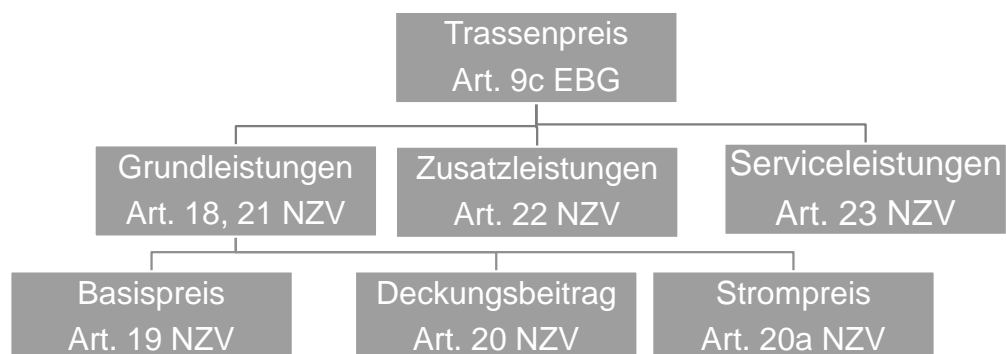 Trassenpreis
Art. 9c EBG
Grundleistungen
Art. 18, 21 NZV
Zusatzleistungen
Art. 22 NZV
Serviceleistungen
Art. 23 NZV
Basispreis
Art. 19 NZV
Deckungsbeitrag
Art. 20 NZV
Strompreis
Art. 20a NZV